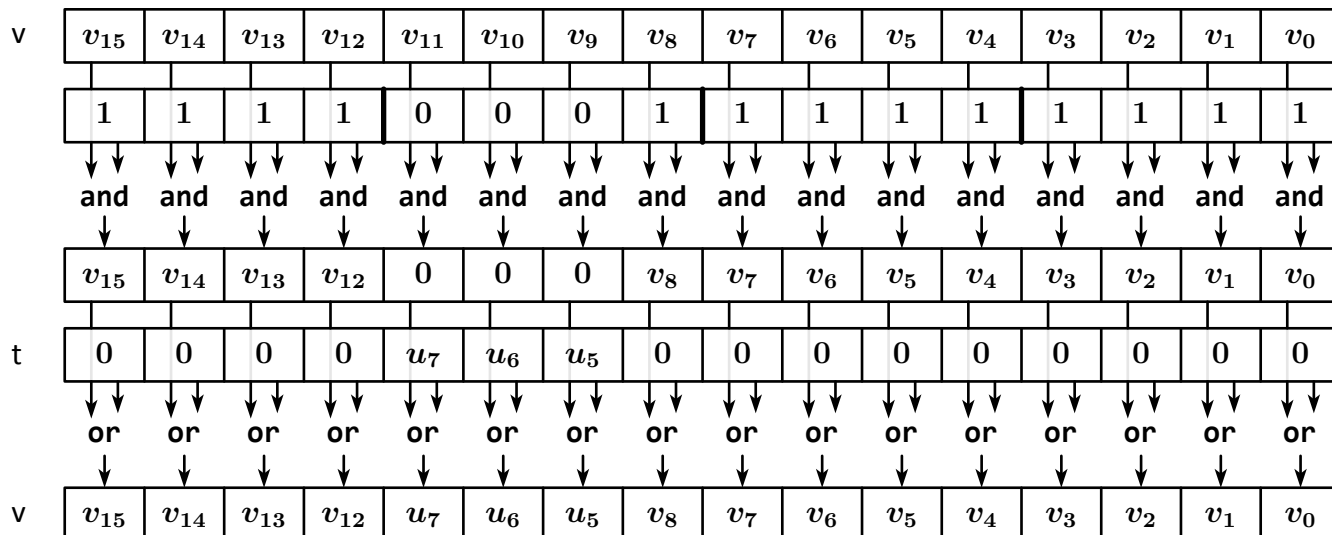 v v₁₅ v₁₄ v₁₃ v₁₂ v₁₁ v₁₀ v₉ v₈ v₇ v₆ v₅ v₄ v₃ v₂ v₁ v₀
1 1 1 1 0 0 0 1 1 1 1 1 1 1 1 1
and and and and and and and and and and and and and and and and
v₁₅ v₁₄ v₁₃ v₁₂ 0 0 0 v₈ v₇ v₆ v₅ v₄ v₃ v₂ v₁ v₀
t 0 0 0 0 u₇ u₆ u₅ 0 0 0 0 0 0 0 0 0
or or or or or or or or or or or or or or or or
v v₁₅ v₁₄ v₁₃ v₁₂ u₇ u₆ u₅ v₈ v₇ v₆ v₅ v₄ v₃ v₂ v₁ v₀